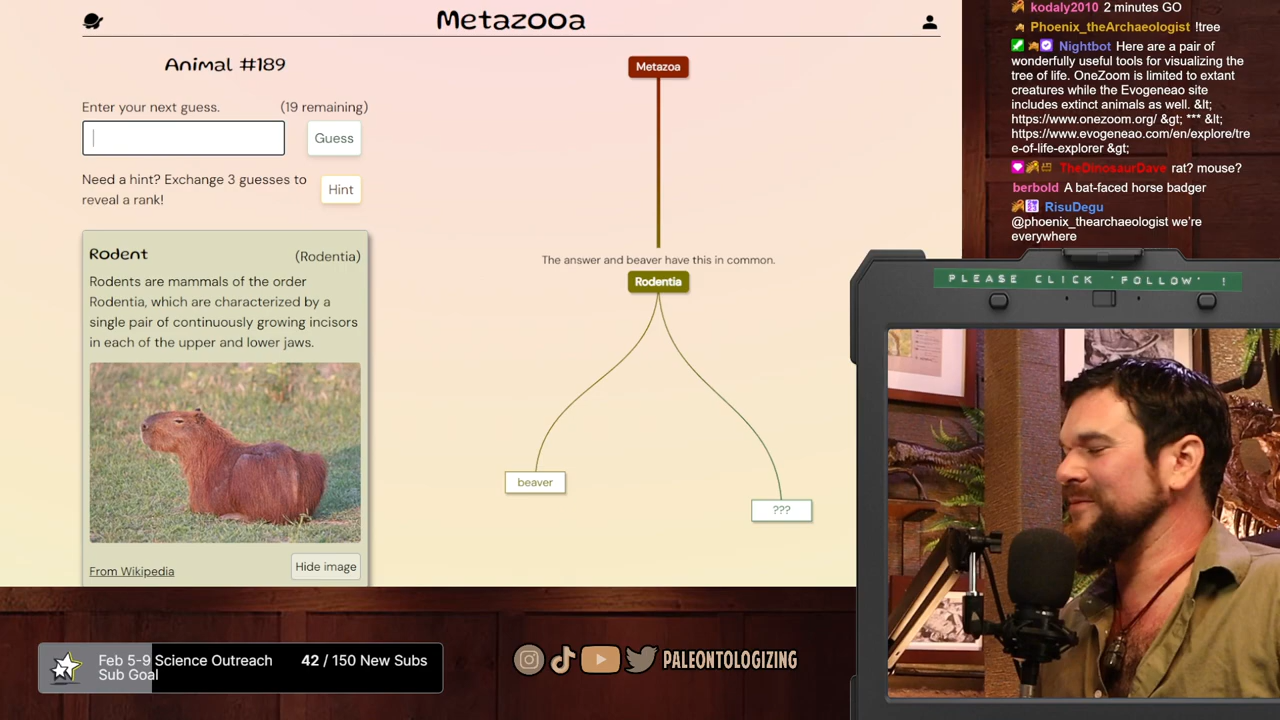 Metazooa
Animal #189
Enter your next guess.
(19 remaining)
Guess
Need a hint? Exchange 3 guesses to
reveal a rank!
Hint
Rodent
(Rodentia)
Rodents are mammals of the order
Rodentia, which are characterized by a
single pair of continuously growing incisors
in each of the upper and lower jaws.
From Wikipedia
Hide image
Metazoa
The answer and beaver have this in common.
Rodentia
beaver
???
kodaly2010 2 minutes GO
Phoenix_theArchaeologist !tree
Nightbot Here are a pair of
wonderfully useful tools for visualizing the
tree of life. OneZoom is limited to extant
creatures while the Evogeneao site
includes extinct animals as well. &lt;
https://www.onezoom.org/ &gt; *** &lt;
https://www.evogeneao.com/en/explore/tre
e-of-life-explorer &gt;
TheDinosaurDave rat? mouse?
berbold A bat-faced horse badger
RisuDegu
@phoenix_thearchaeologist we're
everywhere
PLEASE CLICK 'FOLLOW' !
Feb 5-9 Science Outreach
Sub Goal
42 / 150 New Subs
PALEONTOLOGIZING